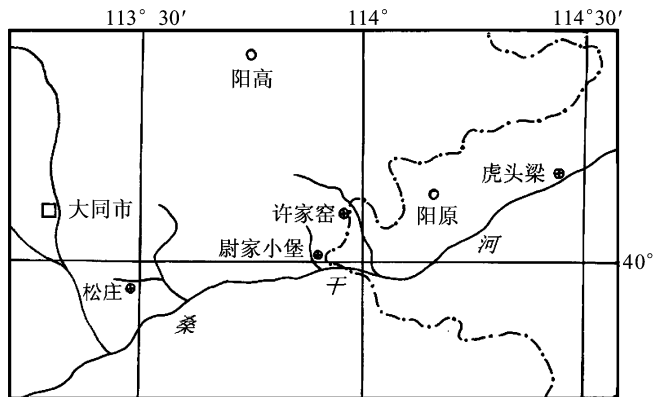 113° 30′ 114° 114° 30′
阳高
虎头梁
大同市
许家窑
阳原
尉家小堡
河
40°
松庄
干
桑